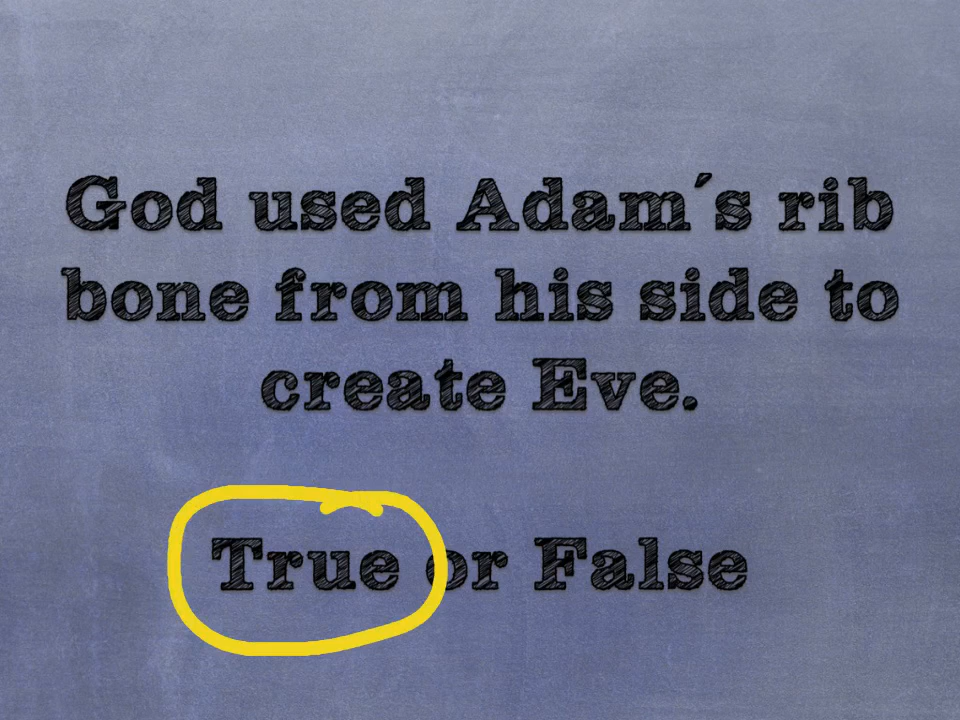 God used Adam´s rib
bone from his side to
create Eve.
True or False